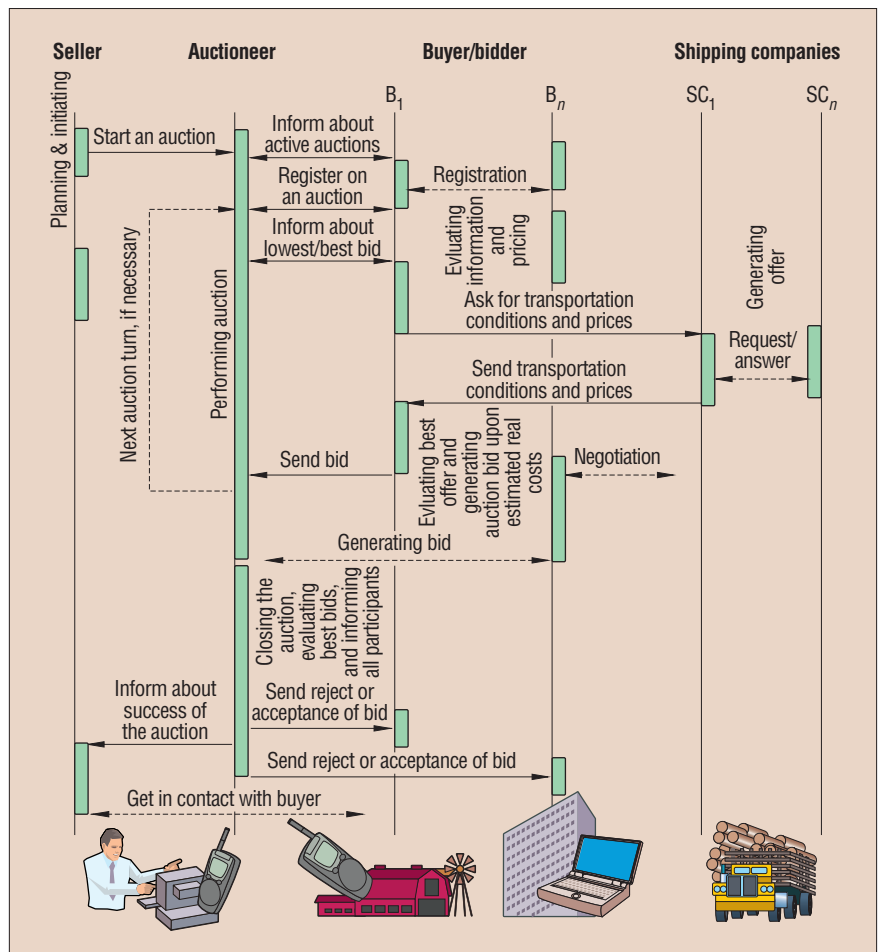 Seller
Auctioneer
Buyer/bidder
Shipping companies
B1
Bn
SC1
SCn
Planning & initiating
Start an auction
Inform about
active auctions
Register on
an auction
Registration
Inform about
lowest/best bid
Evluating
information
and
pricing
Generating
offer
Next auction turn, if necessary
Performing auction
Ask for transportation
conditions and prices
Request/
answer
Send transportation
conditions and prices
Send bid
Evluating best
offer and
generating
auction bid upon
estimated real
costs
Negotiation
Generating bid
Closing the
auction,
evaluating
best bids,
and informing
all participants
Inform about
success of
the auction
Send reject or
acceptance of bid
Send reject or acceptance of bid
Get in contact with buyer